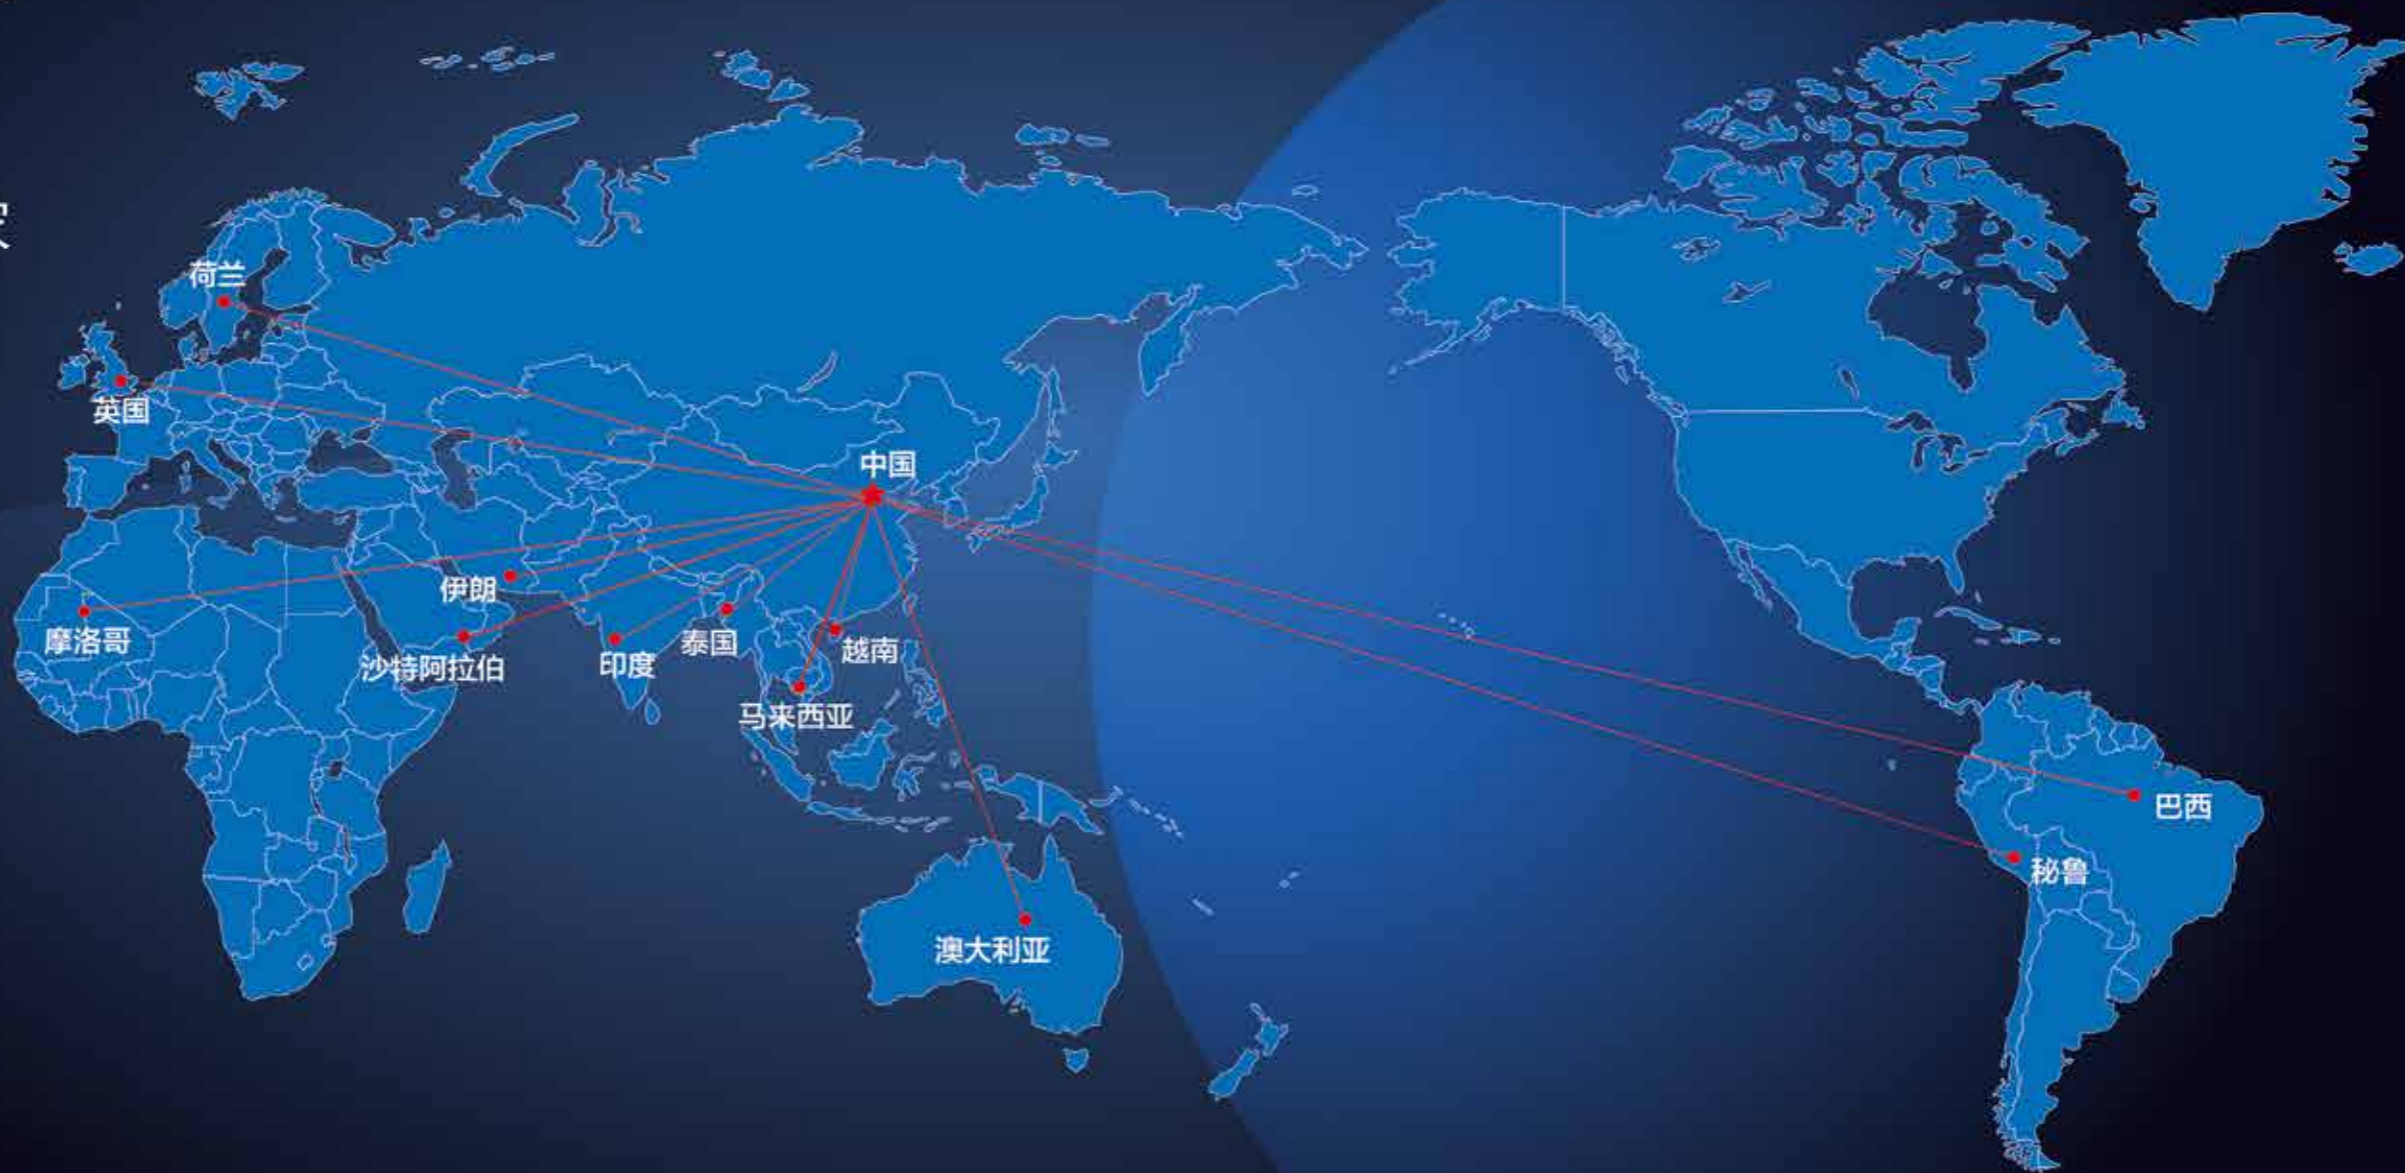 荷兰
英国
中国
伊朗
摩洛哥
沙特阿拉伯
印度
泰国
越南
马来西亚
巴西
秘鲁
澳大利亚